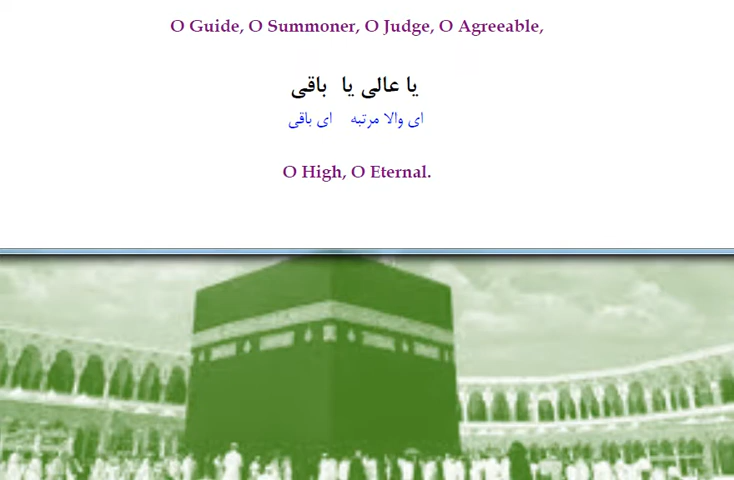 O Guide, O Summoner, O Judge, O Agreeable,
یا عالی یا باقی
ای والا مرتبه ای باقی
O High, O Eternal.